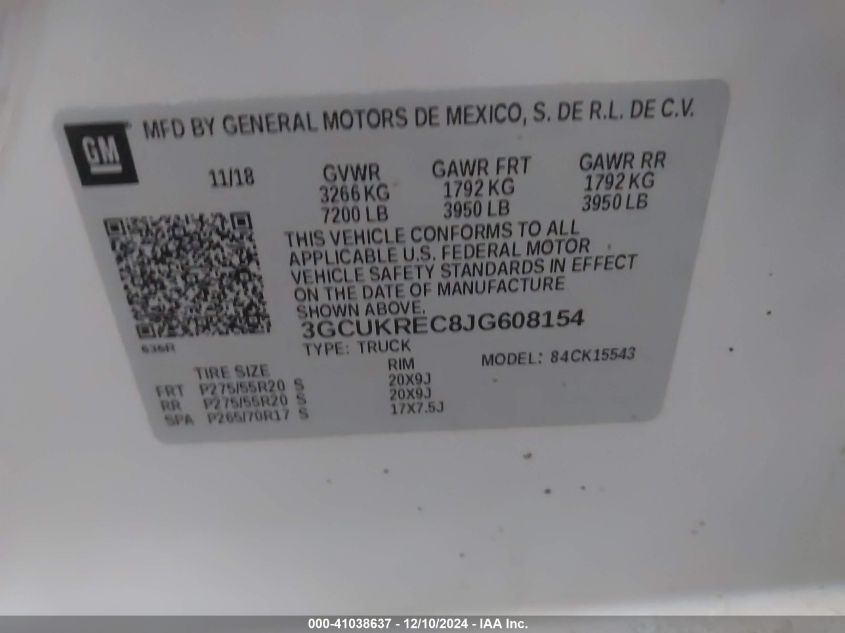 GM
MFD BY GENERAL MOTORS DE MEXICO, S. DE R.L. DE C.V.
11/18 GVWR GAWR FRT GAWR RR
3266 KG 1792 KG 1792 KG
7200 LB 3950 LB 3950 LB
THIS VEHICLE CONFORMS TO ALL
APPLICABLE U.S. FEDERAL MOTOR
VEHICLE SAFETY STANDARDS IN EFFECT
ON THE DATE OF MANUFACTURE
SHOWN ABOVE.
3GCUKREC8JG608154
636R TYPE: TRUCK MODEL: 84CK15543
TIRE SIZE RIM
FRT P275/55R20 S 20X9J
RR P275/55R20 S 20X9J
SPA P265/70R17 S 17X7.5J
000-41038637 - 12/10/2024 - IAA Inc.